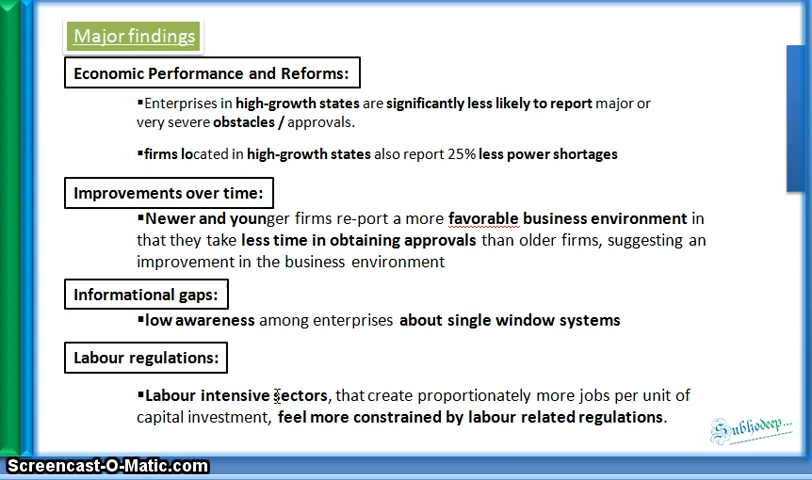 Major findings
Economic Performance and Reforms:
▪Enterprises in high-growth states are significantly less likely to report major or
very severe obstacles / approvals.
▪firms located in high-growth states also report 25% less power shortages
Improvements over time:
▪Newer and younger firms re-port a more favorable business environment in
that they take less time in obtaining approvals than older firms, suggesting an
improvement in the business environment
Informational gaps:
▪low awareness among enterprises about single window systems
Labour regulations:
▪Labour intensive sectors, that create proportionately more jobs per unit of
capital investment, feel more constrained by labour related regulations.
Subhodeep...
Screencast-O-Matic.com